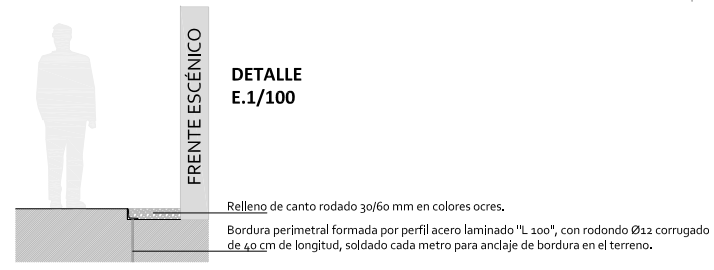 FRENTE ESCÉNICO
DETALLE
E.1/100
Relleno de canto rodado 30/60 mm en colores ocres.
Bordura perimetral formada por perfil acero laminado "L 100", con rodondo Ø12 corrugado
de 40 cm de longitud, soldado cada metro para anclaje de bordura en el terreno.